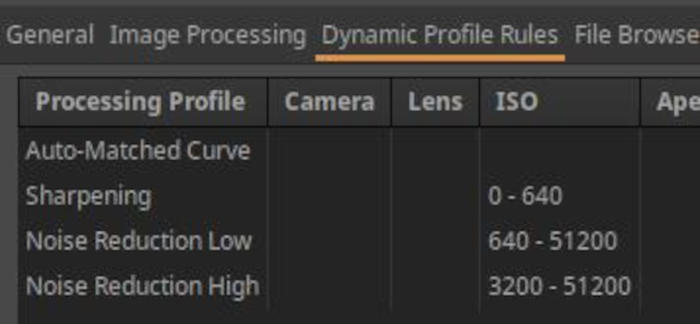 General Image Processing Dynamic Profile Rules File Browse
Processing Profile Camera Lens ISO Ape
Auto-Matched Curve
Sharpening 0 - 640
Noise Reduction Low 640 - 51200
Noise Reduction High 3200 - 51200